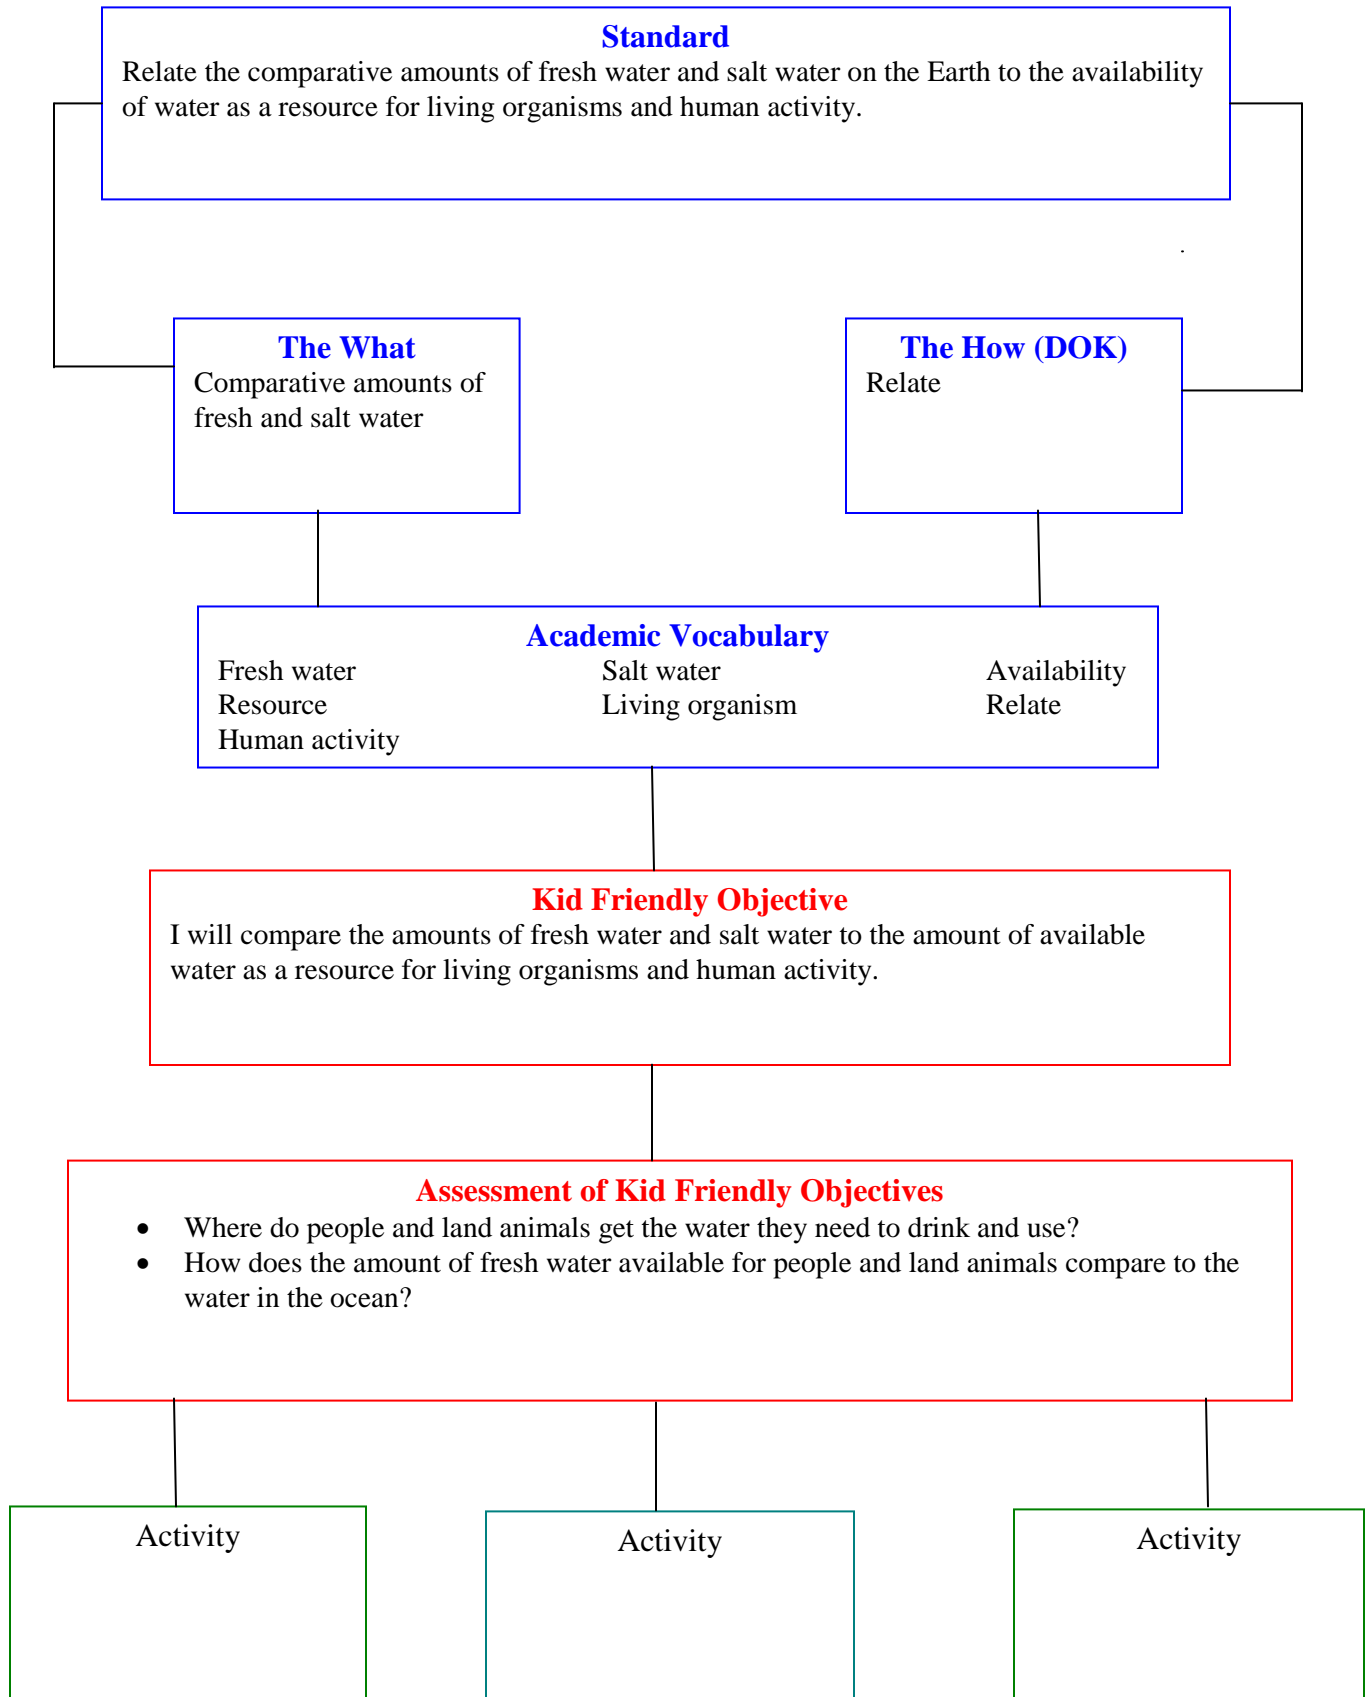 Standard
Relate the comparative amounts of fresh water and salt water on the Earth to the availability
of water as a resource for living organisms and human activity.
.
The What
Comparative amounts of
fresh and salt water
The How (DOK)
Relate
Academic Vocabulary
Fresh water Salt water Availability
Resource Living organism Relate
Human activity
Kid Friendly Objective
I will compare the amounts of fresh water and salt water to the amount of available
water as a resource for living organisms and human activity.
Assessment of Kid Friendly Objectives
• Where do people and land animals get the water they need to drink and use?
• How does the amount of fresh water available for people and land animals compare to the
water in the ocean?
Activity
Activity
Activity